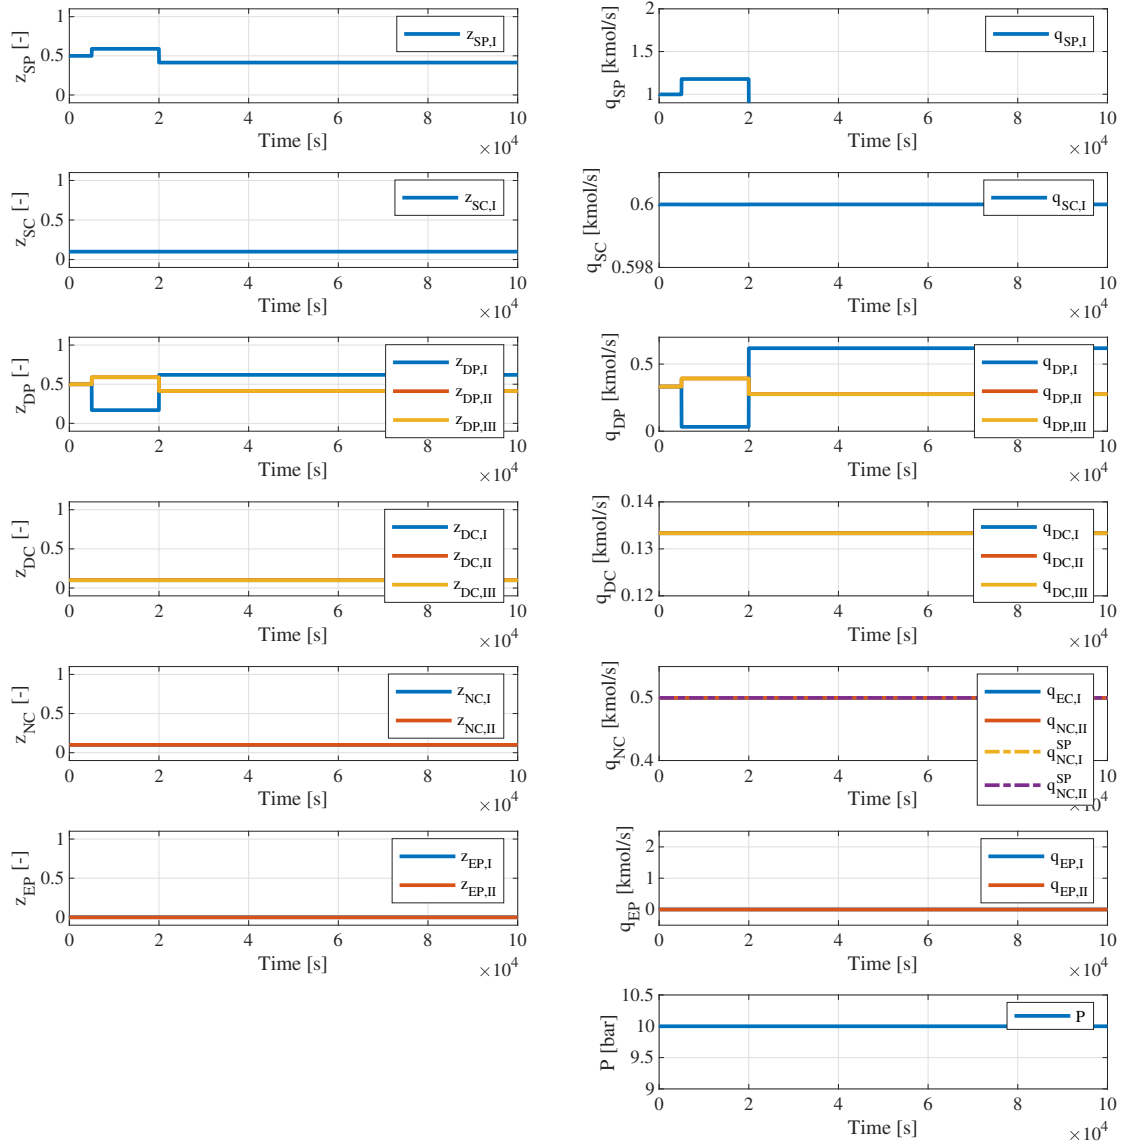 z_SP [-]
1
0.5
0
z_SP,I
0 2 4 6 8 10
Time [s]
×10^4
q_SP [kmol/s]
2
1.5
1
q_SP,I
0 2 4 6 8 10
Time [s]
×10^4
z_SC [-]
1
0.5
0
z_SC,I
0 2 4 6 8 10
Time [s]
×10^4
q_SC [kmol/s]
0.6
0.598
q_SC,I
0 2 4 6 8 10
Time [s]
×10^4
z_DP [-]
1
0.5
0
z_DP,I
z_DP,II
z_DP,III
0 2 4 6 8 10
Time [s]
×10^4
q_DP [kmol/s]
0.5
0
q_DP,I
q_DP,II
q_DP,III
0 2 4 6 8 10
Time [s]
×10^4
z_DC [-]
1
0.5
0
z_DC,I
z_DC,II
z_DC,III
0 2 4 6 8 10
Time [s]
×10^4
q_DC [kmol/s]
0.14
0.13
0.12
q_DC,I
q_DC,II
q_DC,III
0 2 4 6 8 10
Time [s]
×10^4
z_NC [-]
1
0.5
0
z_NC,I
z_NC,II
0 2 4 6 8 10
Time [s]
×10^4
q_NC [kmol/s]
0.5
0.4
q_EC,I
q_NC,II
q^SP_NC,I
q^SP_NC,II
0 2 4 6 8 10
Time [s]
×10^4
z_EP [-]
1
0.5
0
z_EP,I
z_EP,II
0 2 4 6 8 10
Time [s]
×10^4
q_EP [kmol/s]
2
1
0
q_EP,I
q_EP,II
0 2 4 6 8 10
Time [s]
×10^4
P [bar]
10.5
10
9.5
9
P
0 2 4 6 8 10
Time [s]
×10^4